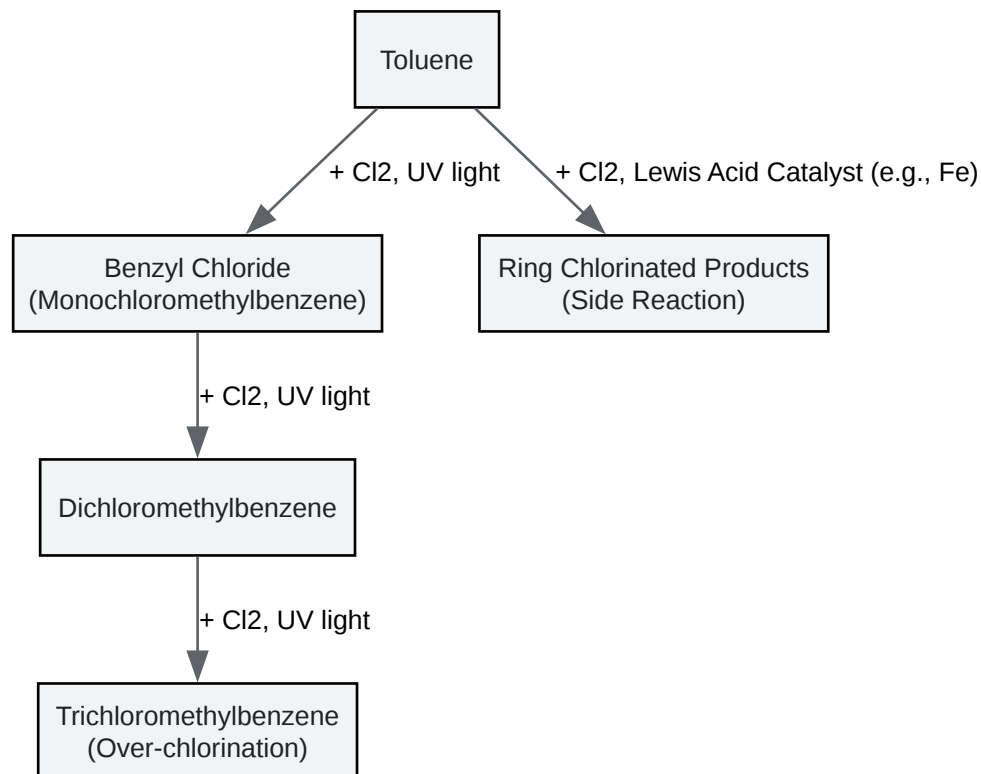 Toluene
+ Cl2, UV light
+ Cl2, Lewis Acid Catalyst (e.g., Fe)
Benzyl Chloride
(Monochloromethylbenzene)
Ring Chlorinated Products
(Side Reaction)
+ Cl2, UV light
Dichloromethylbenzene
+ Cl2, UV light
Trichloromethylbenzene
(Over-chlorination)